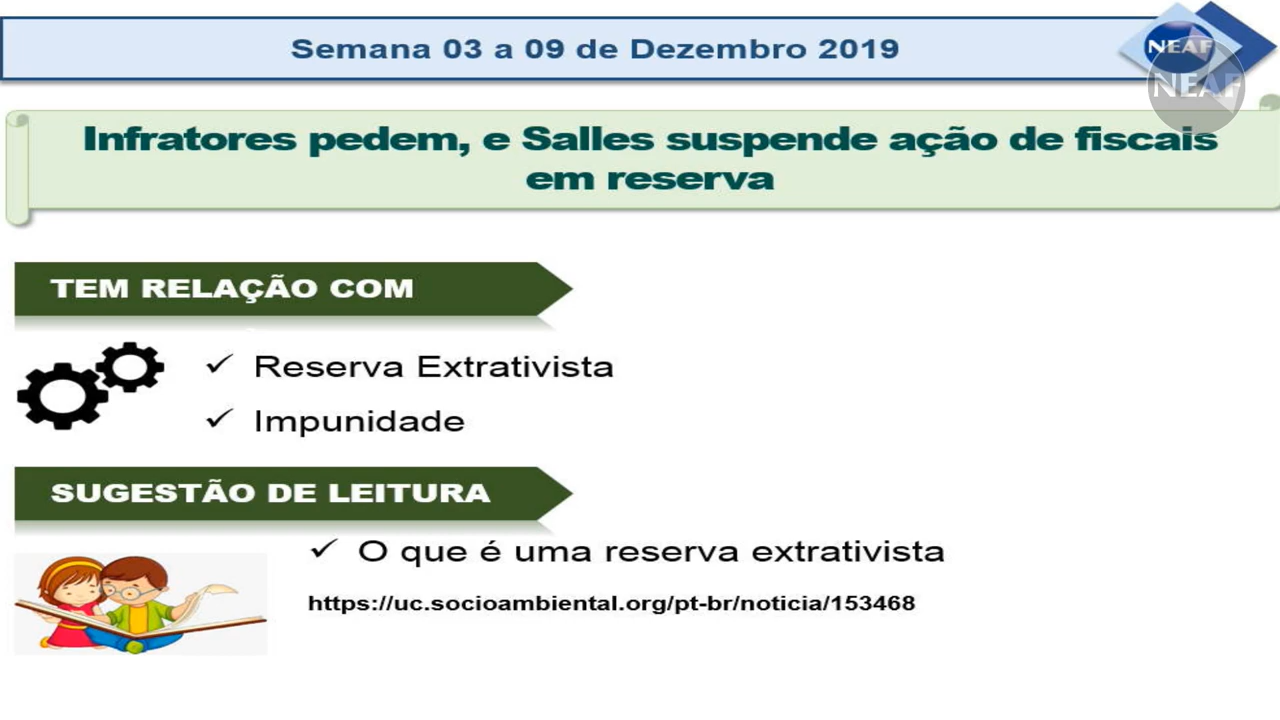 Semana 03 a 09 de Dezembro 2019
NEAF
NEAF
Infratores pedem, e Salles suspende ação de fiscais
em reserva
TEM RELAÇÃO COM
✓ Reserva Extrativista
✓ Impunidade
SUGESTÃO DE LEITURA
✓ O que é uma reserva extrativista
https://uc.socioambiental.org/pt-br/noticia/153468